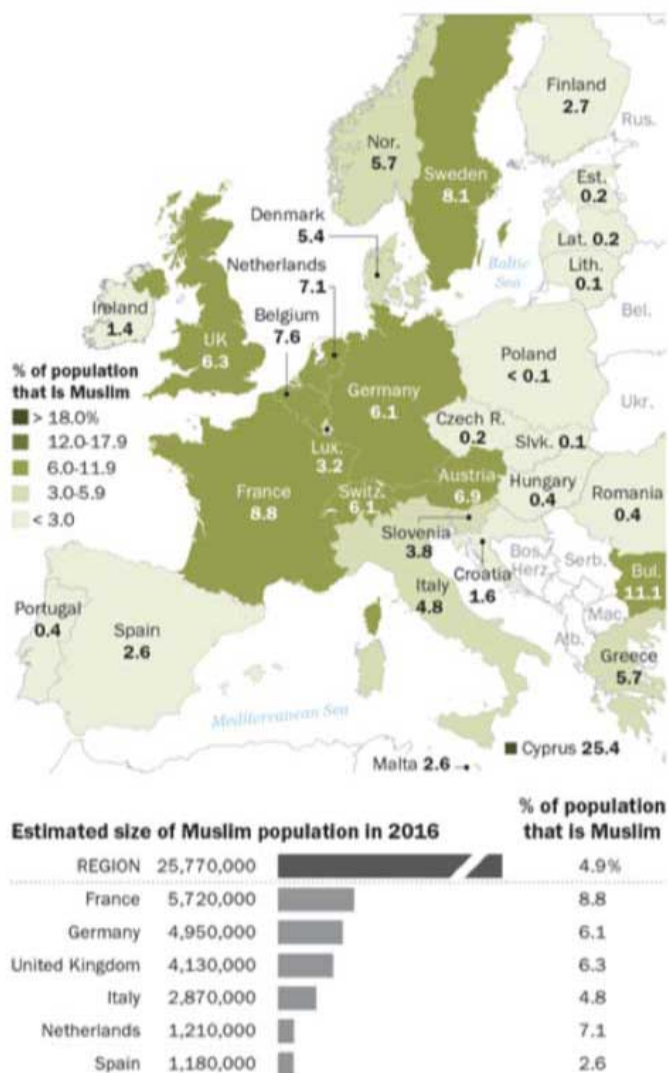 Finland
2.7
Rus.
Nor.
5.7
Sweden
8.1
Est.
0.2
Denmark
5.4
Lat. 0.2
Baltic
Sea
Lith.
0.1
Netherlands
7.1
Bel.
Ireland
1.4
Belgium
7.6
UK
6.3
Poland
< 0.1
% of population
that is Muslim
> 18.0%
12.0-17.9
6.0-11.9
3.0-5.9
< 3.0
Germany
6.1
Ukr.
Czech R.
0.2
Slvk. 0.1
Lux.
3.2
Austria
6.9
Hungary
0.4
Romania
0.4
France
8.8
Switz.
6.1
Slovenia
3.8
Croatia
1.6
Bos.
Herz.
Serb.
Bul.
11.1
Italy
4.8
Mac.
Alb.
Portugal
0.4
Spain
2.6
Greece
5.7
Mediterranean Sea
Cyprus 25.4
Malta 2.6
Estimated size of Muslim population in 2016
% of population
that is Muslim
REGION 25,770,000 4.9%
France 5,720,000 8.8
Germany 4,950,000 6.1
United Kingdom 4,130,000 6.3
Italy 2,870,000 4.8
Netherlands 1,210,000 7.1
Spain 1,180,000 2.6